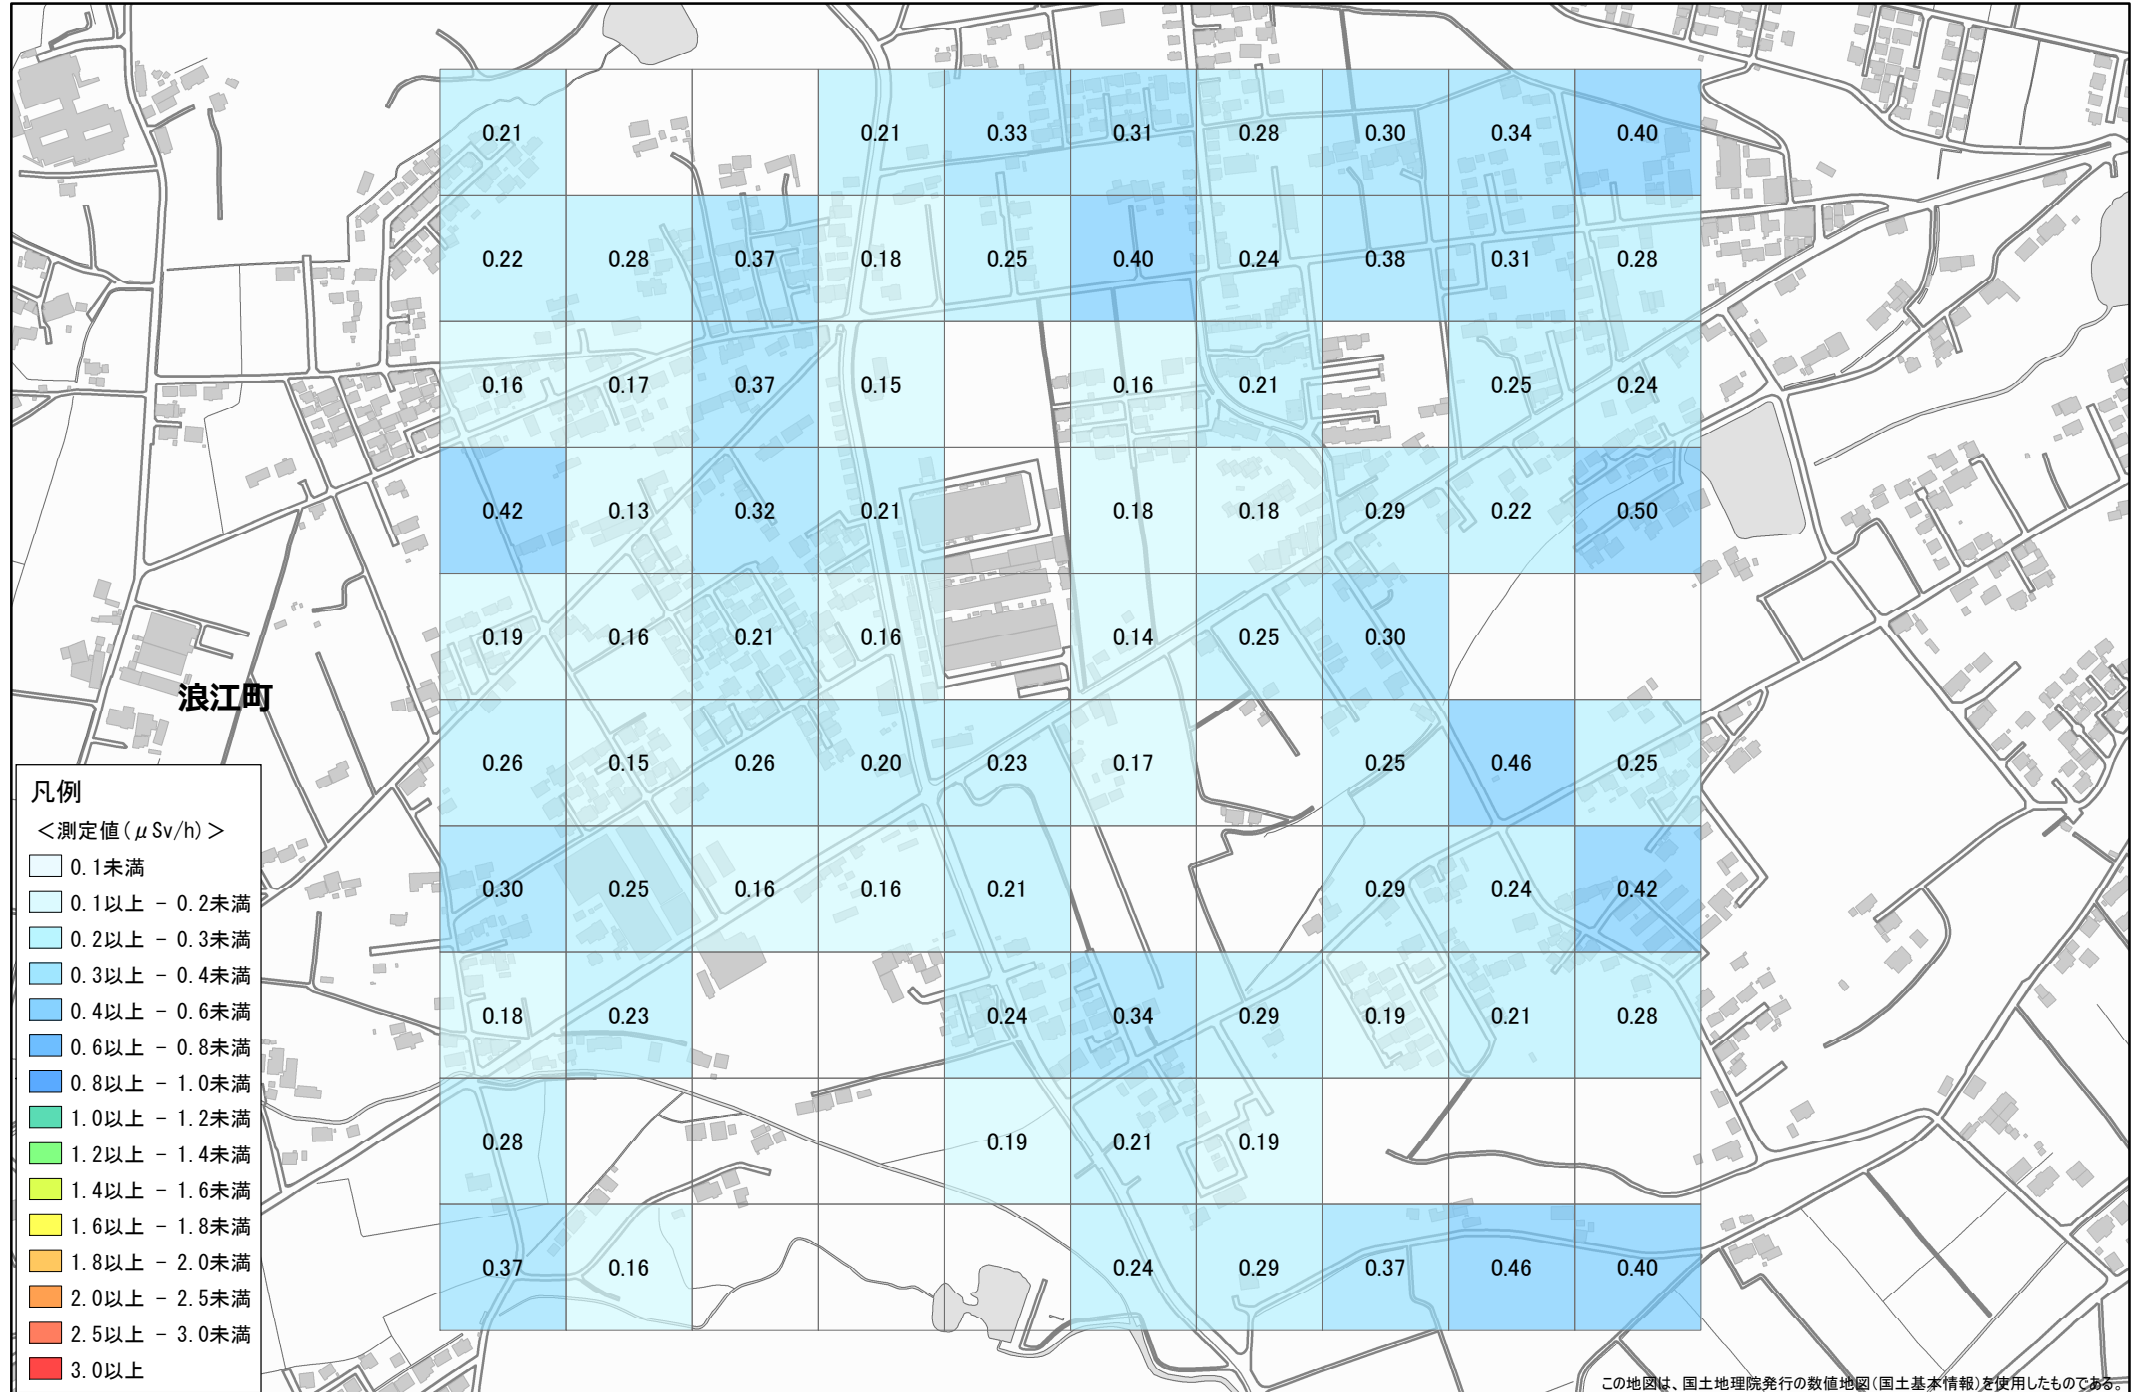 0.21 0.21 0.33 0.31 0.28 0.30 0.34 0.40
0.22 0.28 0.37 0.18 0.25 0.40 0.24 0.38 0.31 0.28
0.16 0.17 0.37 0.15 0.16 0.21 0.25 0.24
0.42 0.13 0.32 0.21 0.18 0.18 0.29 0.22 0.50
0.19 0.16 0.21 0.16 0.14 0.25 0.30
浪江町
0.26 0.15 0.26 0.20 0.23 0.17 0.25 0.46 0.25
0.30 0.25 0.16 0.16 0.21 0.29 0.24 0.42
0.18 0.23 0.24 0.34 0.29 0.19 0.21 0.28
0.28 0.19 0.21 0.19
0.37 0.16 0.24 0.29 0.37 0.46 0.40
凡例
＜測定値(μSv/h)＞
0.1未満
0.1以上 - 0.2未満
0.2以上 - 0.3未満
0.3以上 - 0.4未満
0.4以上 - 0.6未満
0.6以上 - 0.8未満
0.8以上 - 1.0未満
1.0以上 - 1.2未満
1.2以上 - 1.4未満
1.4以上 - 1.6未満
1.6以上 - 1.8未満
1.8以上 - 2.0未満
2.0以上 - 2.5未満
2.5以上 - 3.0未満
3.0以上
この地図は、国土地理院発行の数値地図(国土基本情報)を使用したものである。